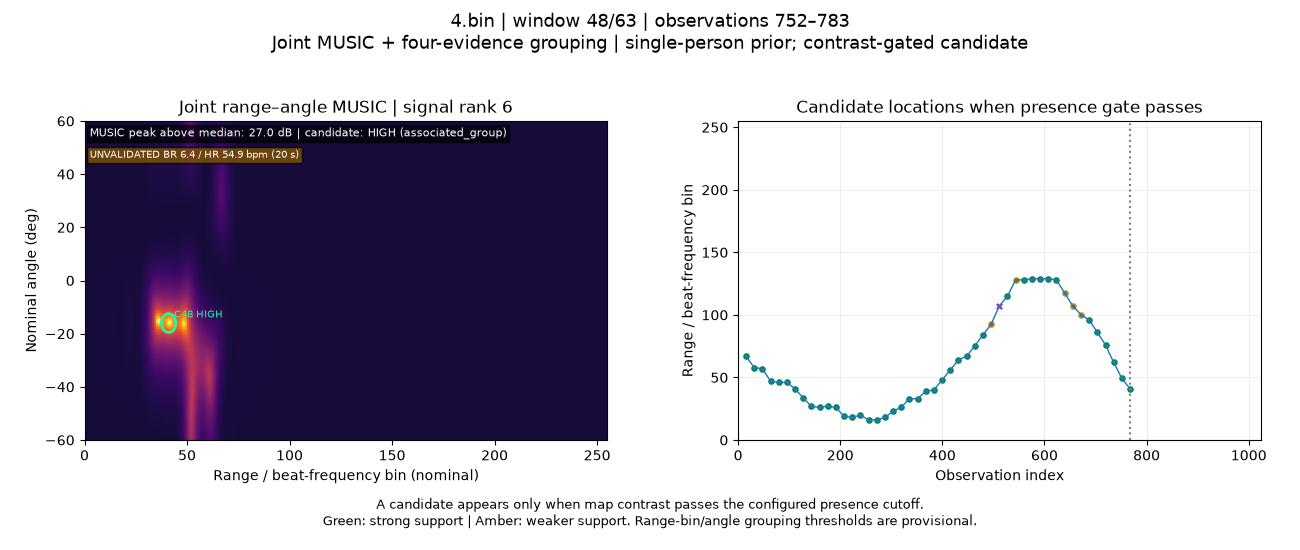 4.bin | window 48/63 | observations 752–783
Joint MUSIC + four-evidence grouping | single-person prior; contrast-gated candidate
Joint range–angle MUSIC | signal rank 6
MUSIC peak above median: 27.0 dB | candidate: HIGH (associated_group)
UNVALIDATED BR 6.4 / HR 54.9 bpm (20 s)
C48 HIGH
60
40
20
0
−20
−40
−60
Nominal angle (deg)
0
50
100
150
200
250
Range / beat-frequency bin (nominal)
Candidate locations when presence gate passes
250
200
150
100
50
0
Range / beat-frequency bin
0
200
400
600
800
1000
Observation index
A candidate appears only when map contrast passes the configured presence cutoff.
Green: strong support | Amber: weaker support. Range-bin/angle grouping thresholds are provisional.